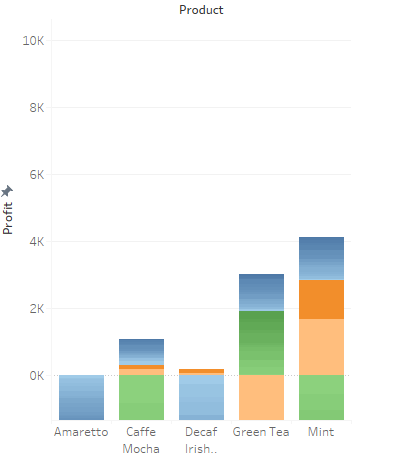 Product
10K
8K
6K
4K
2K
0K
Profit
Amaretto
Caffe
Mocha
Decaf
Irish..
Green Tea
Mint